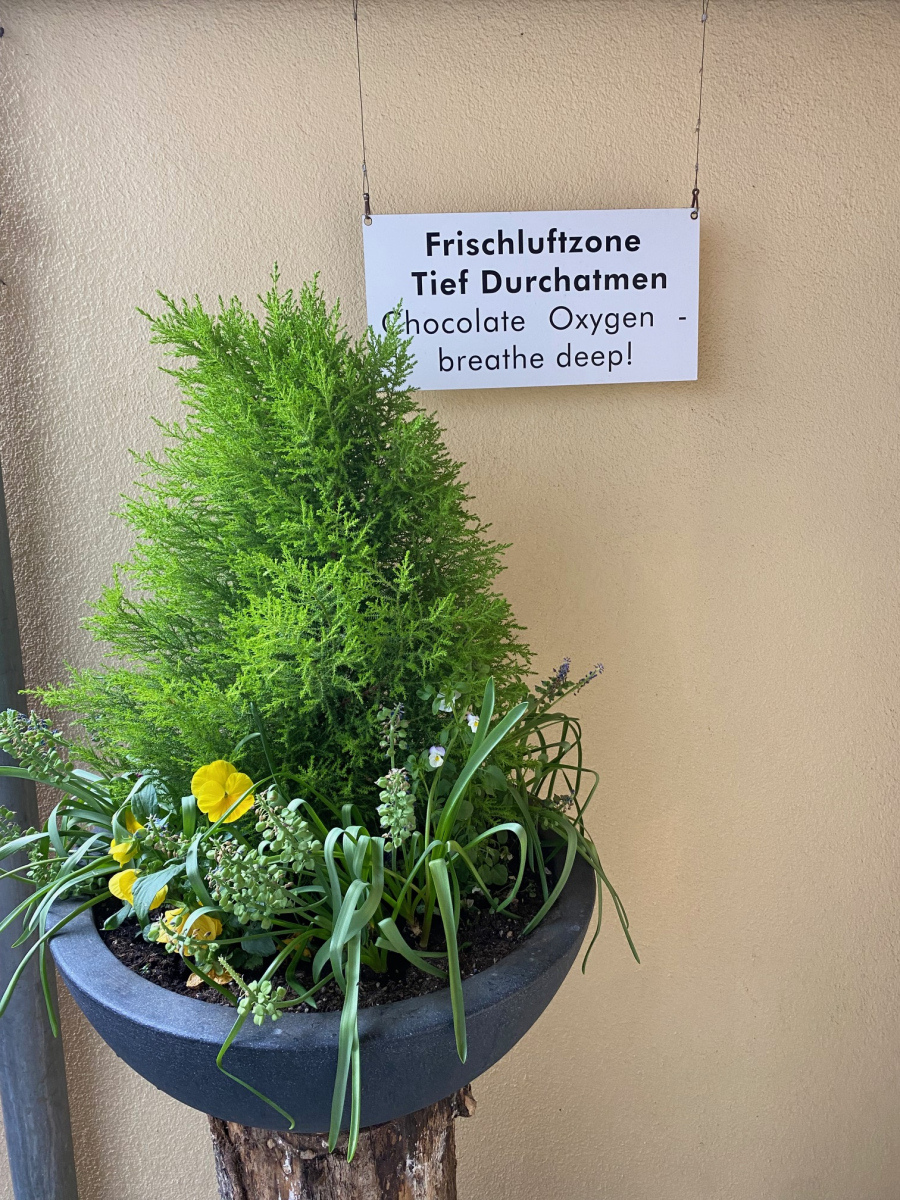 Frischluftzone
Tief Durchatmen
Chocolate Oxygen -
breathe deep!